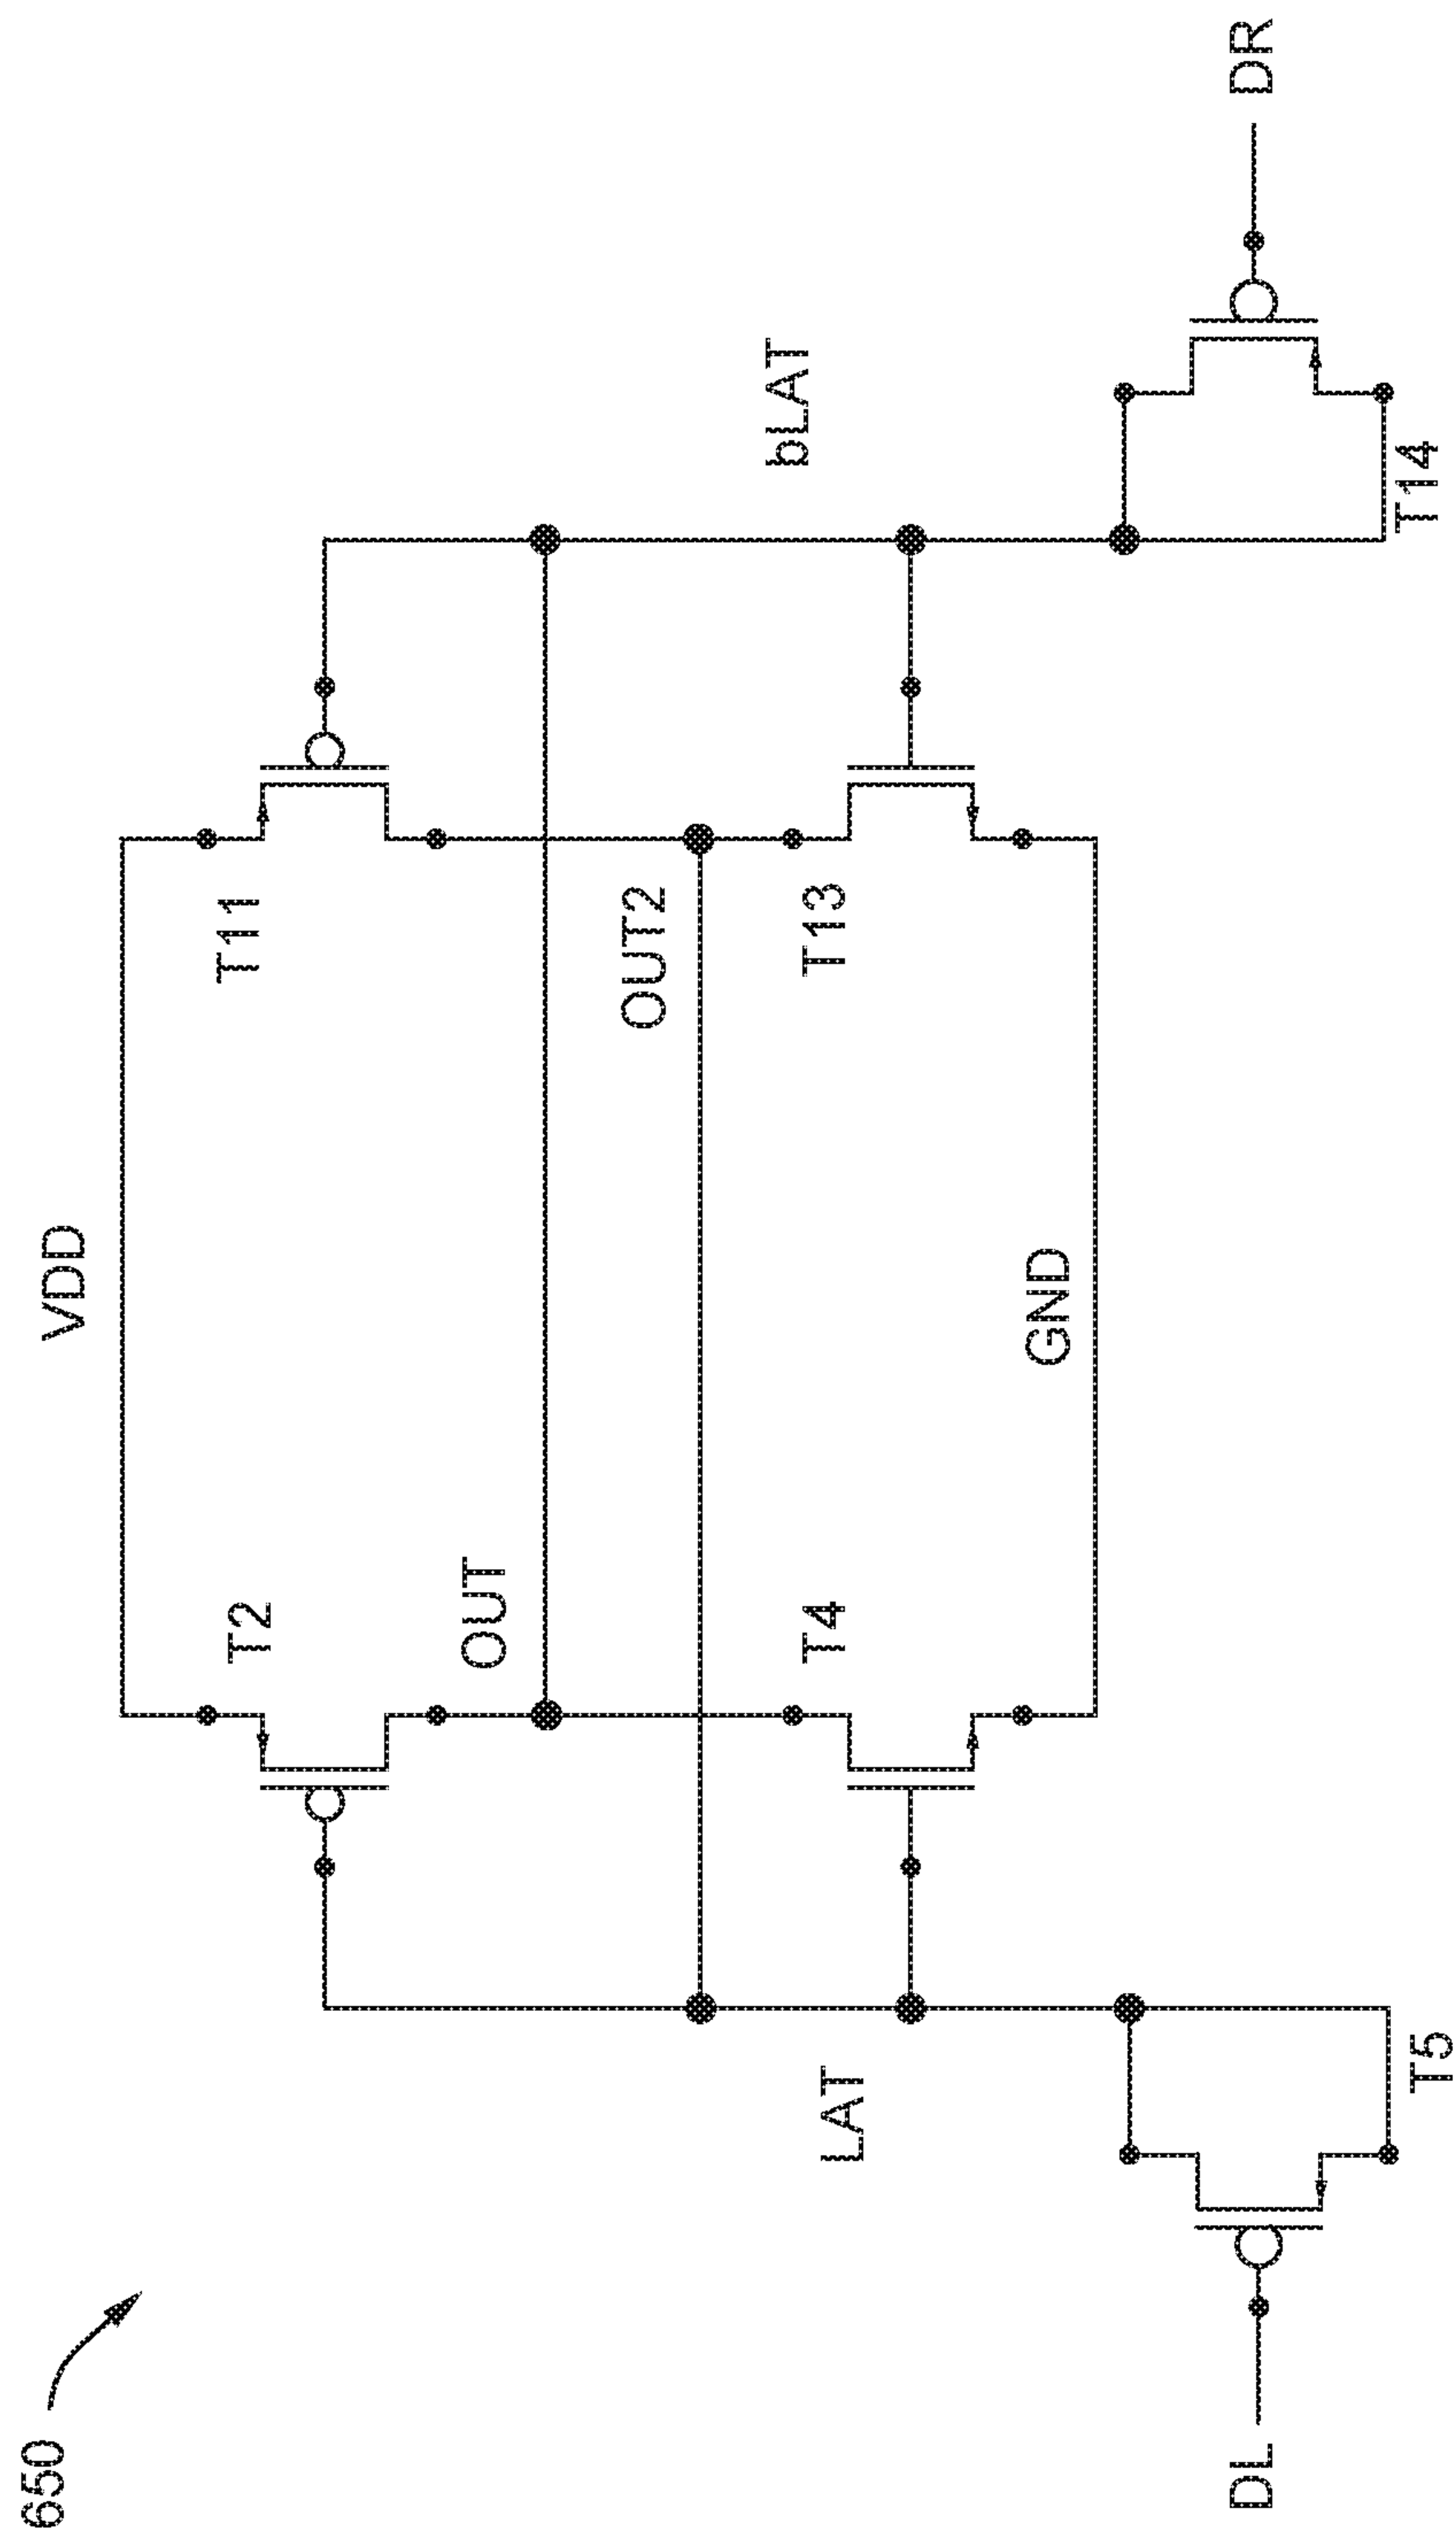 650
VDD
T2
T11
OUT
OUT2
T4
T13
LAT
bLAT
GND
DL
T5
T14
DR